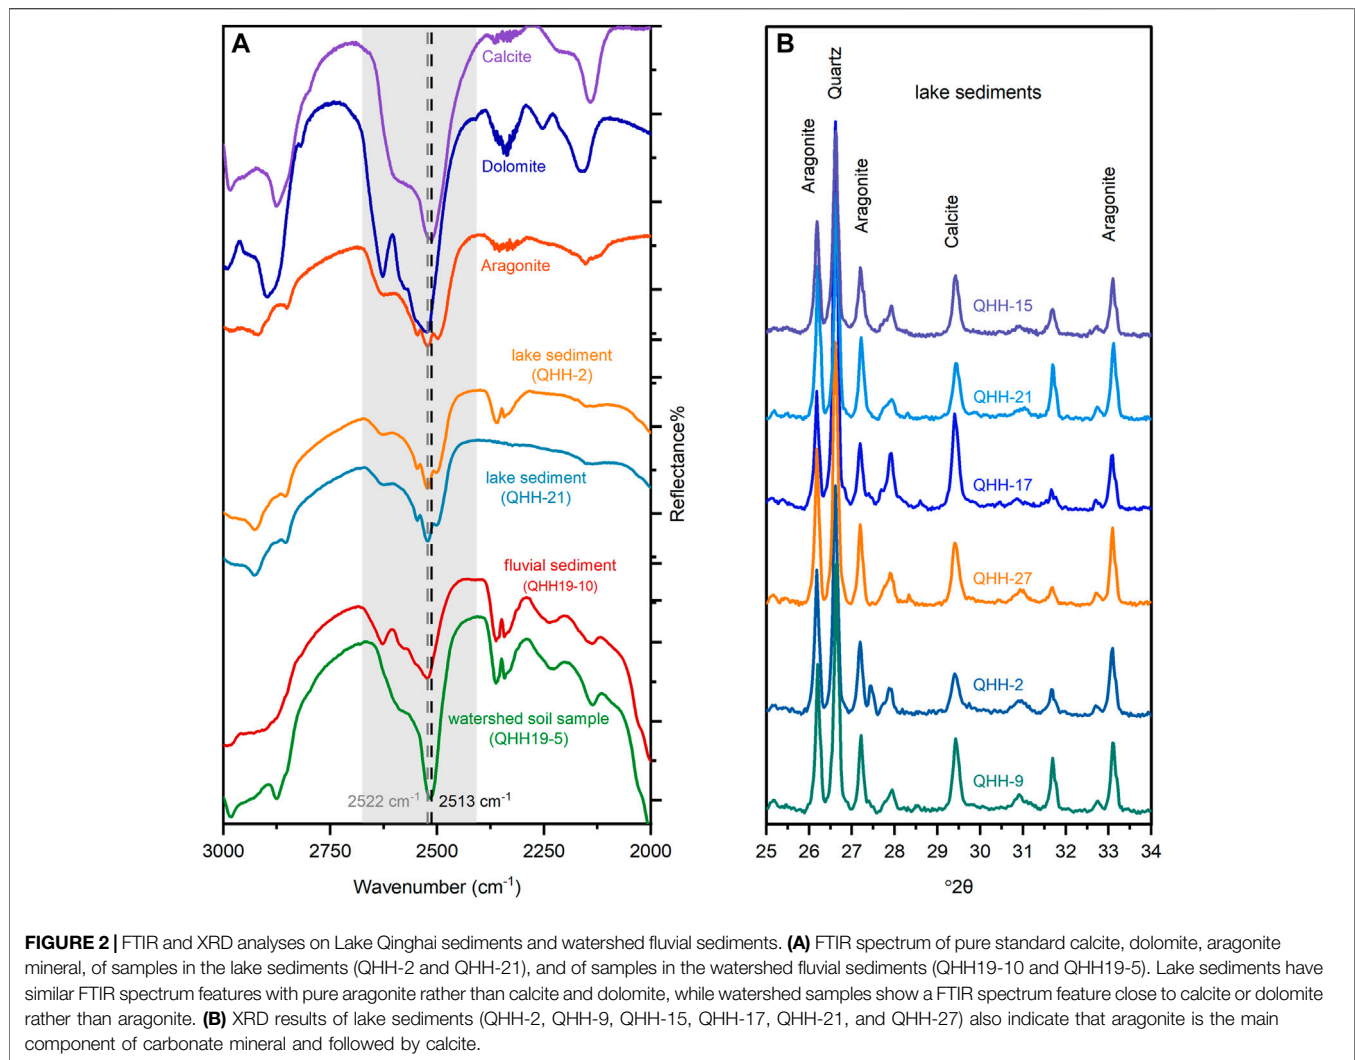 A
Calcite
Dolomite
Aragonite
lake sediment
(QHH-2)
lake sediment
(QHH-21)
fluvial sediment
(QHH19-10)
watershed soil sample
(QHH19-5)
2522 cm⁻¹
2513 cm⁻¹
3000 2750 2500 2250 2000
Wavenumber (cm⁻¹)
Reflectance%
B
Aragonite
Quartz
Aragonite
Calcite
Aragonite
lake sediments
QHH-15
QHH-21
QHH-17
QHH-27
QHH-2
QHH-9
25 26 27 28 29 30 31 32 33 34
°2θ
FIGURE 2 | FTIR and XRD analyses on Lake Qinghai sediments and watershed fluvial sediments. (A) FTIR spectrum of pure standard calcite, dolomite, aragonite
mineral, of samples in the lake sediments (QHH-2 and QHH-21), and of samples in the watershed fluvial sediments (QHH19-10 and QHH19-5). Lake sediments have
similar FTIR spectrum features with pure aragonite rather than calcite and dolomite, while watershed samples show a FTIR spectrum feature close to calcite or dolomite
rather than aragonite. (B) XRD results of lake sediments (QHH-2, QHH-9, QHH-15, QHH-17, QHH-21, and QHH-27) also indicate that aragonite is the main
component of carbonate mineral and followed by calcite.